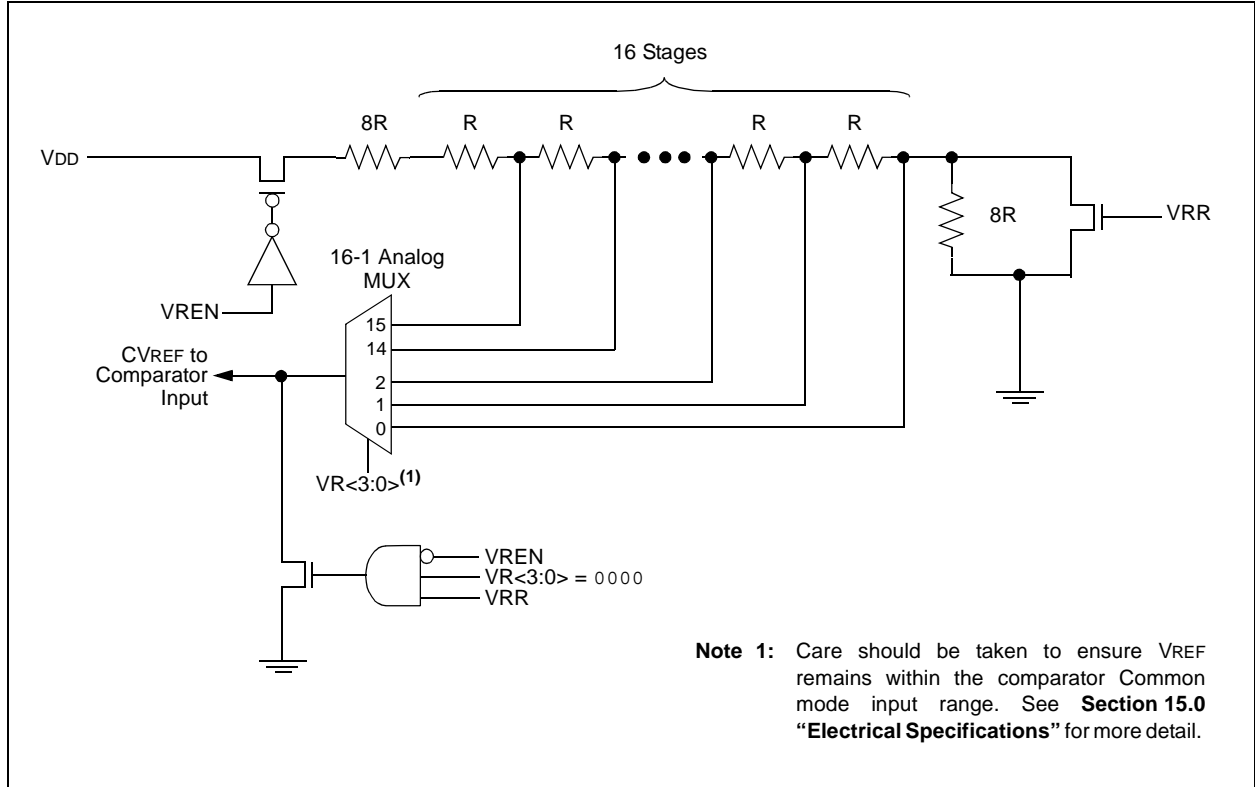 16 Stages
8R R R R R
VDD
8R
VRR
16-1 Analog
MUX
VREN
15
14
2
1
0
CVREF to
Comparator
Input
VR<3:0>(1)
VREN
VR<3:0> = 0000
VRR
Note 1: Care should be taken to ensure VREF
remains within the comparator Common
mode input range. See Section 15.0
“Electrical Specifications” for more detail.